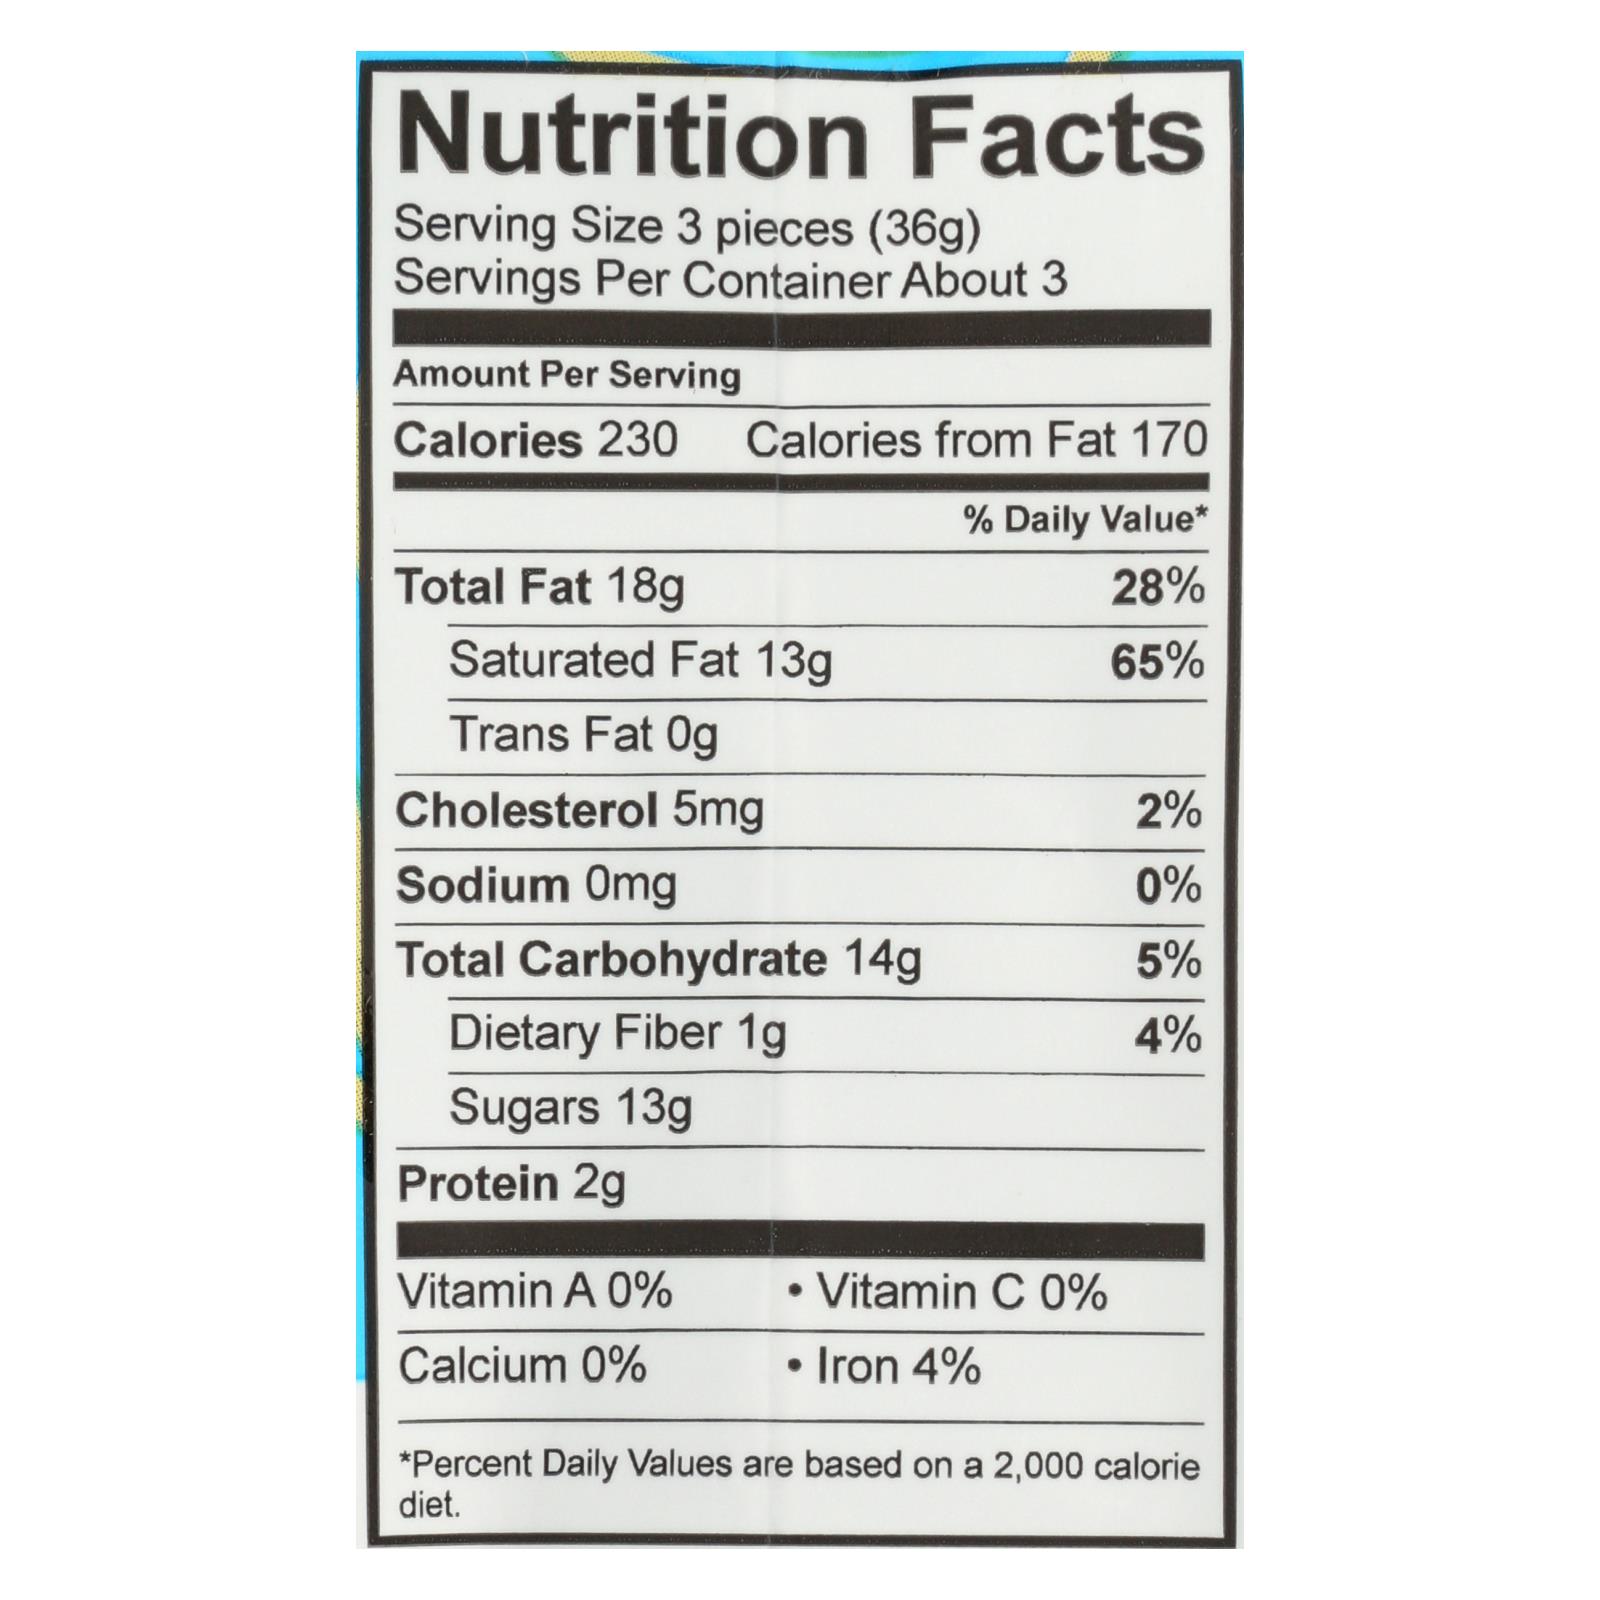 Nutrition Facts
Serving Size 3 pieces (36g)
Servings Per Container About 3
Amount Per Serving
Calories 230 Calories from Fat 170
% Daily Value*
Total Fat 18g 28%
Saturated Fat 13g 65%
Trans Fat 0g
Cholesterol 5mg 2%
Sodium 0mg 0%
Total Carbohydrate 14g 5%
Dietary Fiber 1g 4%
Sugars 13g
Protein 2g
Vitamin A 0% • Vitamin C 0%
Calcium 0% • Iron 4%
*Percent Daily Values are based on a 2,000 calorie
diet.